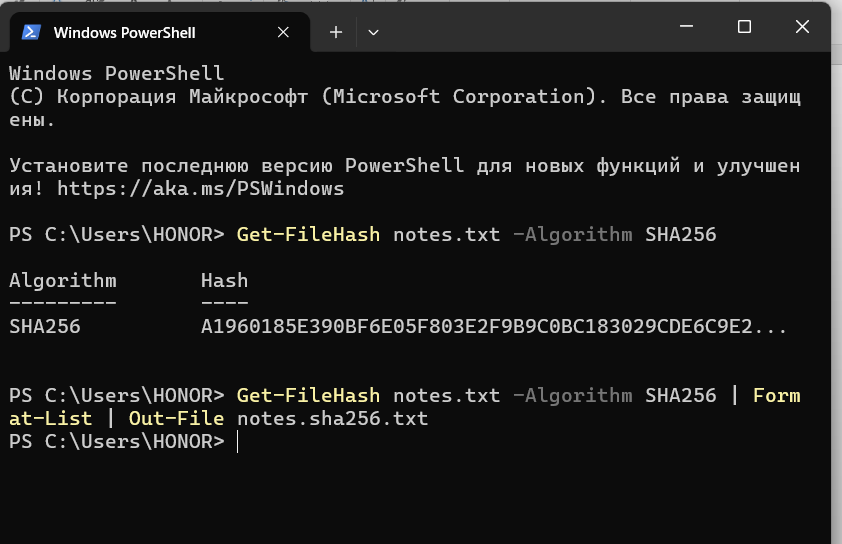 Windows PowerShell
Windows PowerShell
(C) Корпорация Майкрософт (Microsoft Corporation). Все права защищ
ены.
Установите последнюю версию PowerShell для новых функций и улучшен
ия! https://aka.ms/PSWindows
PS C:\Users\HONOR> Get-FileHash notes.txt -Algorithm SHA256
Algorithm Hash
--------- ----
SHA256 A1960185E390BF6E05F803E2F9B9C0BC183029CDE6C9E2...
PS C:\Users\HONOR> Get-FileHash notes.txt -Algorithm SHA256 | Form
at-List | Out-File notes.sha256.txt
PS C:\Users\HONOR>